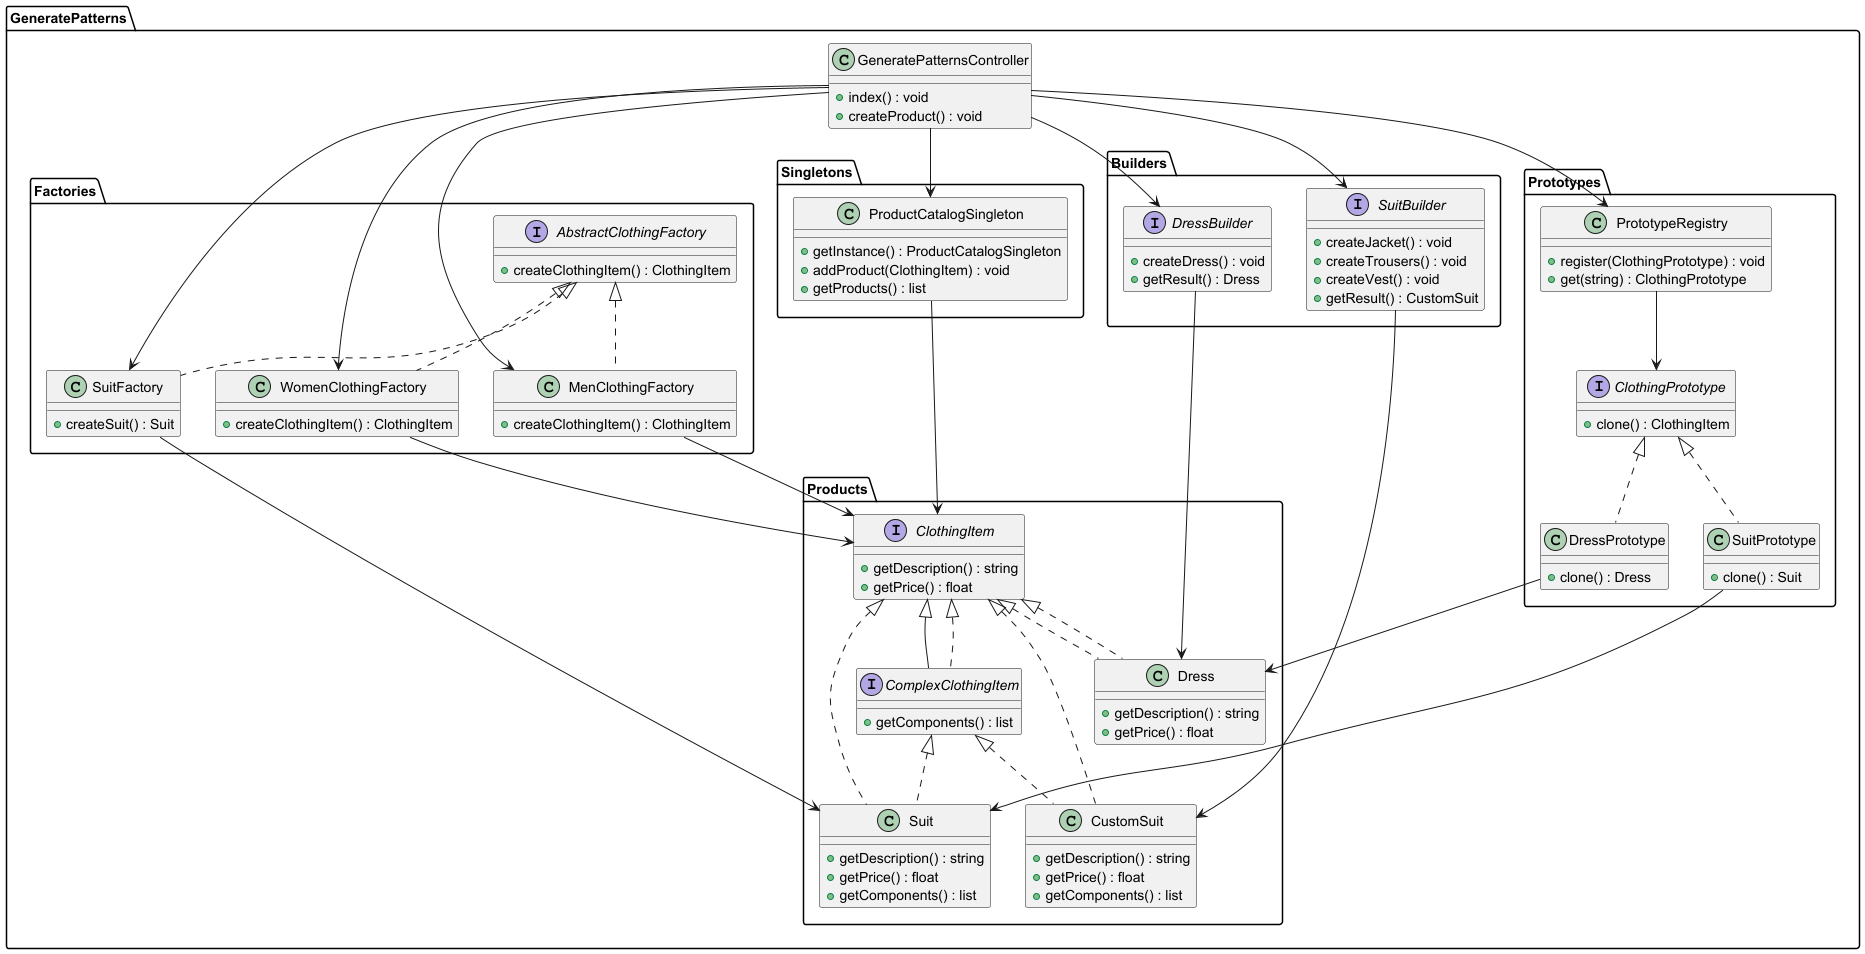 GeneratePatterns
C GeneratePatternsController
index() : void
createProduct() : void
Factories
I AbstractClothingFactory
createClothingItem() : ClothingItem
C SuitFactory
createSuit() : Suit
C WomenClothingFactory
createClothingItem() : ClothingItem
C MenClothingFactory
createClothingItem() : ClothingItem
Singletons
C ProductCatalogSingleton
getInstance() : ProductCatalogSingleton
addProduct(ClothingItem) : void
getProducts() : list
Builders
I DressBuilder
createDress() : void
getResult() : Dress
I SuitBuilder
createJacket() : void
createTrousers() : void
createVest() : void
getResult() : CustomSuit
Prototypes
C PrototypeRegistry
register(ClothingPrototype) : void
get(string) : ClothingPrototype
I ClothingPrototype
clone() : ClothingItem
C DressPrototype
clone() : Dress
C SuitPrototype
clone() : Suit
Products
I ClothingItem
getDescription() : string
getPrice() : float
I ComplexClothingItem
getComponents() : list
C Dress
getDescription() : string
getPrice() : float
C Suit
getDescription() : string
getPrice() : float
getComponents() : list
C CustomSuit
getDescription() : string
getPrice() : float
getComponents() : list